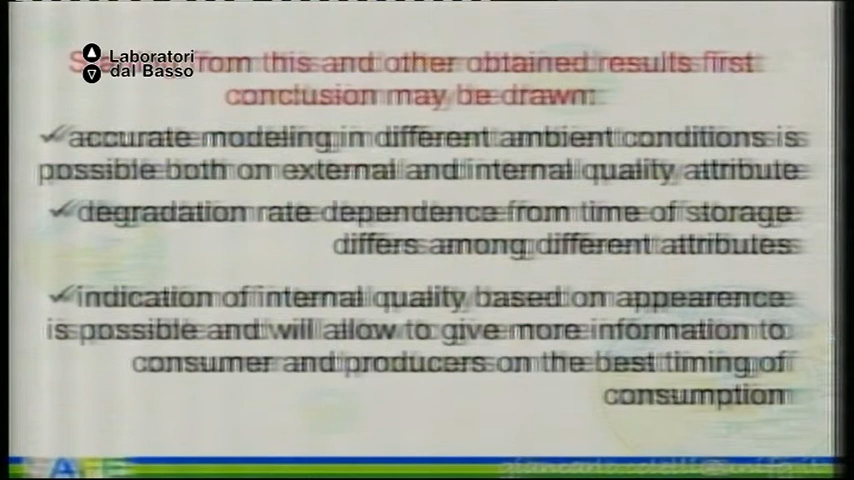 Laboratori
dal Basso
from this and other obtained results first
conclusion may be drawn:
✓accurate modeling in different ambient conditions is
possible both on external and internal quality attribute
✓degradation rate dependence from time of storage
differs among different attributes
✓indication of internal quality based on appearence
is possible and will allow to give more information to
consumer and producers on the best timing of
consumption